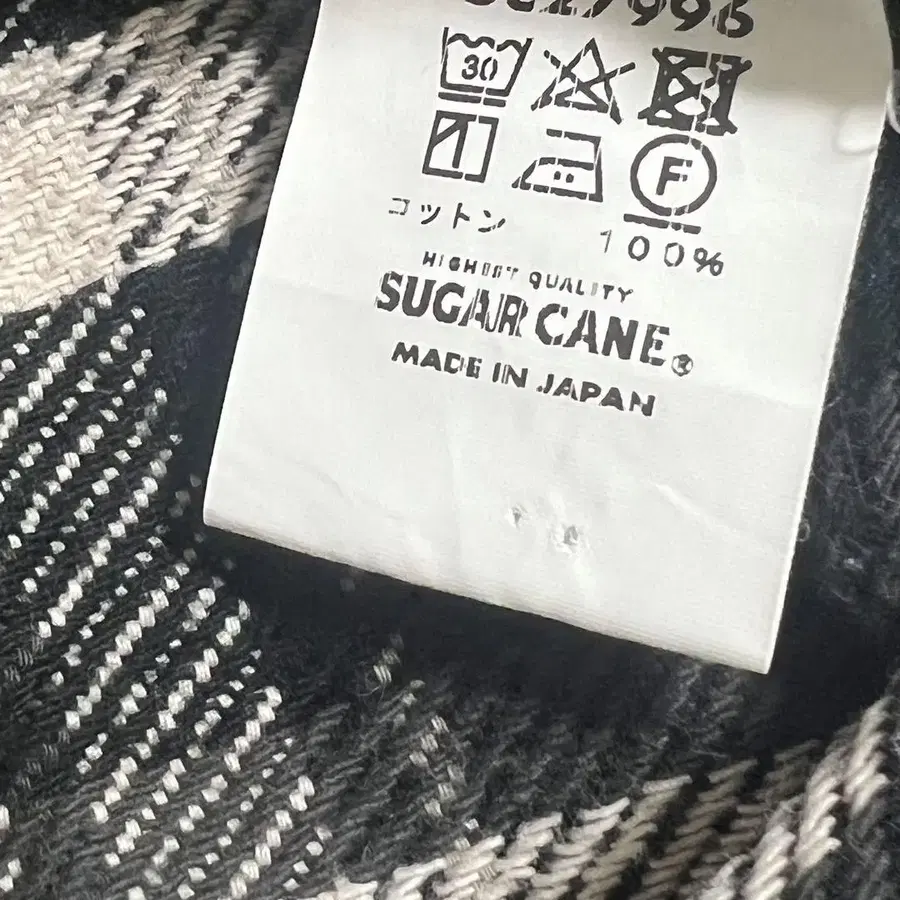 30
F
コットン 100%
HIGHEST QUALITY
SUGAR CANE®
MADE IN JAPAN